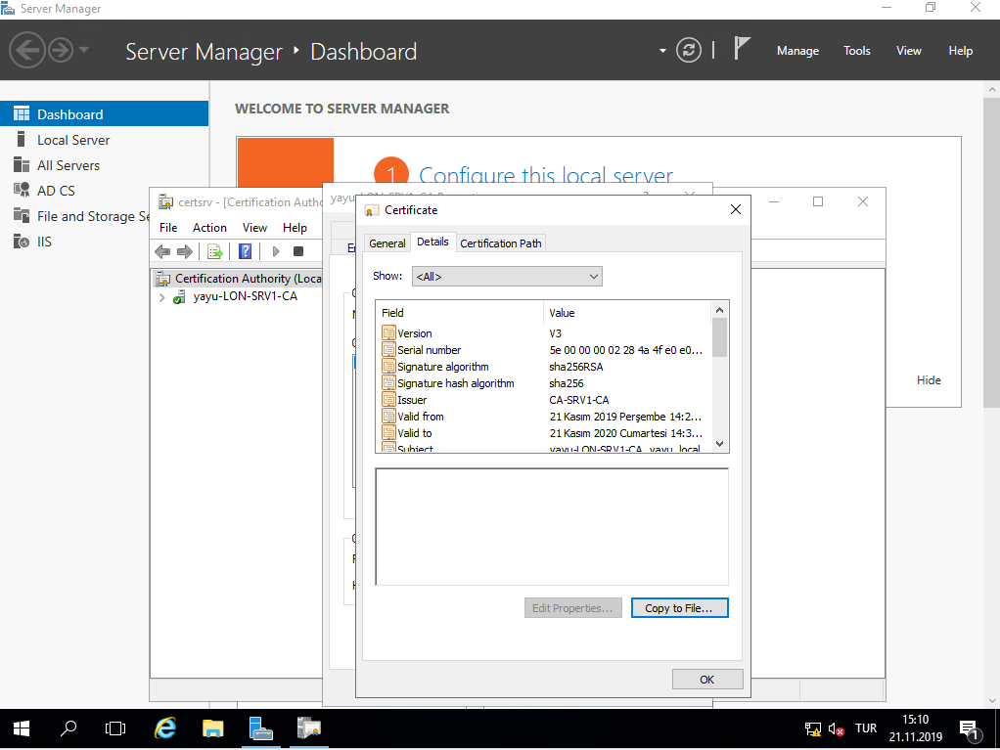 Server Manager
Server Manager ‣ Dashboard
Manage Tools View Help
Dashboard
Local Server
All Servers
AD CS
File and Storage Se
IIS
WELCOME TO SERVER MANAGER
1 Configure this local server
Hide
certsrv - [Certification Autho
File Action View Help
Certification Authority (Loca
yayu-LON-SRV1-CA
Certificate
General Details Certification Path
Show: <All>
Field Value
Version V3
Serial number 5e 00 00 00 02 28 4a 4f e0 e0...
Signature algorithm sha256RSA
Signature hash algorithm sha256
Issuer CA-SRV1-CA
Valid from 21 Kasım 2019 Perşembe 14:2...
Valid to 21 Kasım 2020 Cumartesi 14:3...
Subject yayu-LON-SRV1-CA, yayu, local
Edit Properties... Copy to File...
OK
TUR
15:10
21.11.2019
1